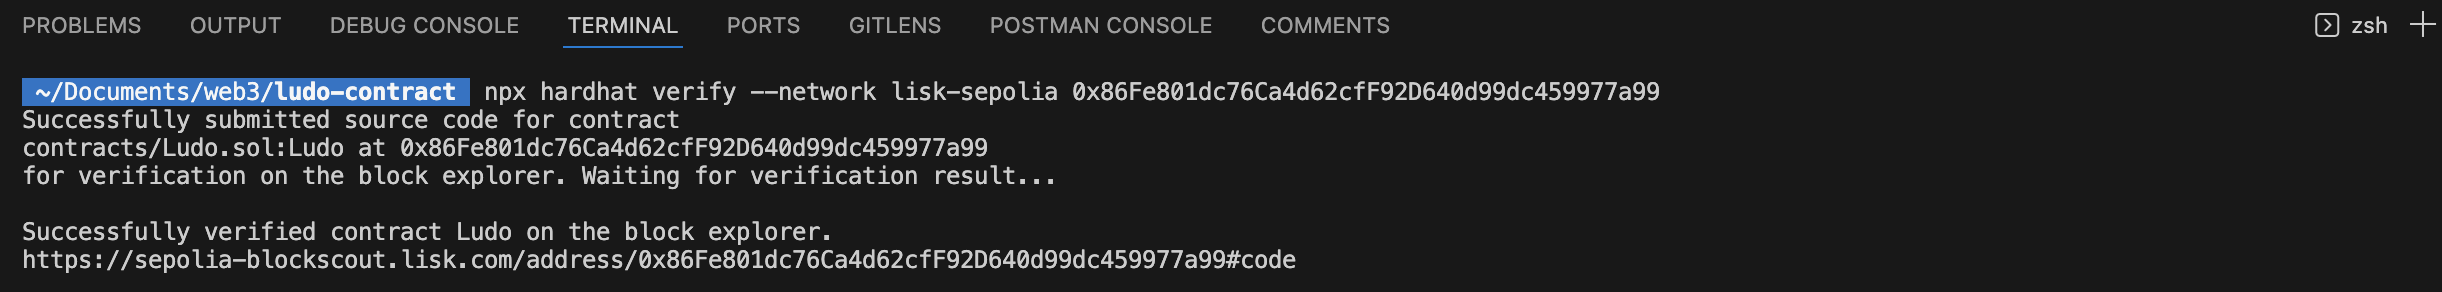 PROBLEMS OUTPUT DEBUG CONSOLE TERMINAL PORTS GITLENS POSTMAN CONSOLE COMMENTS zsh
~/Documents/web3/ludo-contract npx hardhat verify --network lisk-sepolia 0x86Fe801dc76Ca4d62cfF92D640d99dc459977a99
Successfully submitted source code for contract
contracts/Ludo.sol:Ludo at 0x86Fe801dc76Ca4d62cfF92D640d99dc459977a99
for verification on the block explorer. Waiting for verification result...
Successfully verified contract Ludo on the block explorer.
https://sepolia-blockscout.lisk.com/address/0x86Fe801dc76Ca4d62cfF92D640d99dc459977a99#code